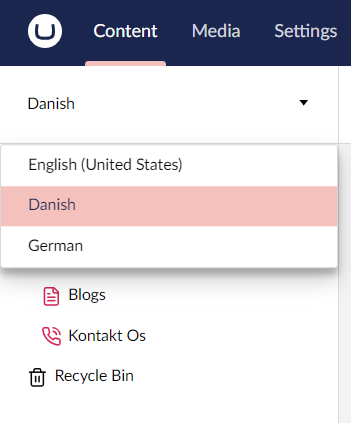 Content Media Settings
Danish
English (United States)
Danish
German
Blogs
Kontakt Os
Recycle Bin